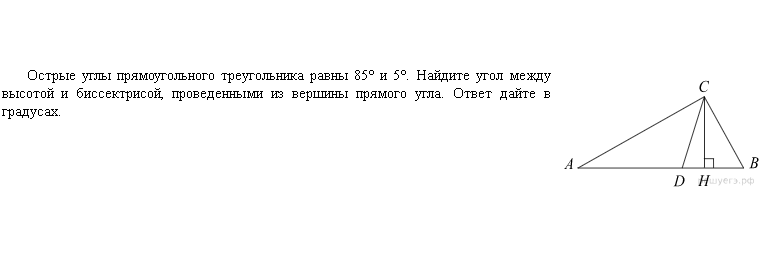 Острые углы прямоугольного треугольника равны 85° и 5°. Найдите угол между
высотой и биссектрисой, проведенными из вершины прямого угла. Ответ дайте в
градусах.
C
A
B
D
H
решуегэ.рф